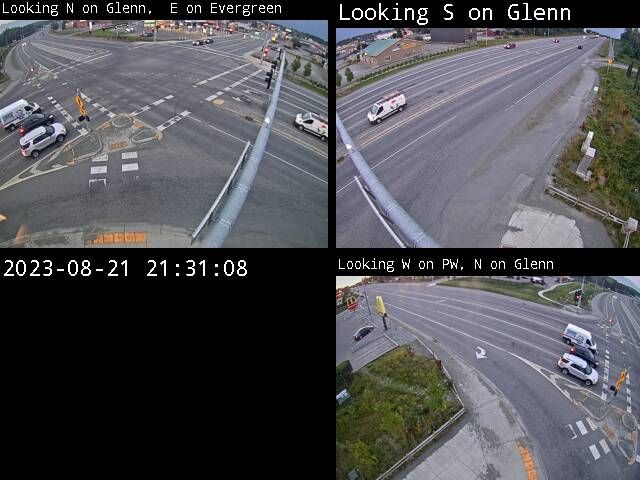 Looking N on Glenn,  E on Evergreen
Looking S on Glenn
2023-08-21 21:31:08
Looking W on PW, N on Glenn